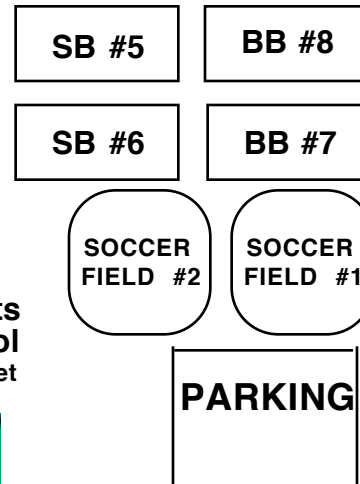 SB #5
BB #8
SB #6
BB #7
SOCCER
FIELD #2
SOCCER
FIELD #1
PARKING